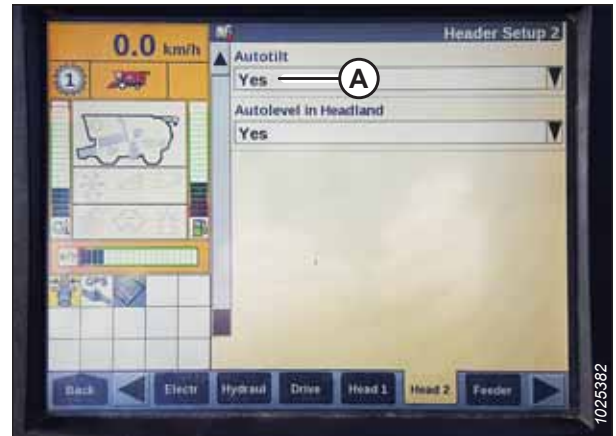 0.0 km/h
Header Setup 2
Autotilt
Yes
A
1
Autolevel in Headland
Yes
GPS
Back
Electr
Hydraul
Drive
Head 1
Head 2
Feeder
1025382